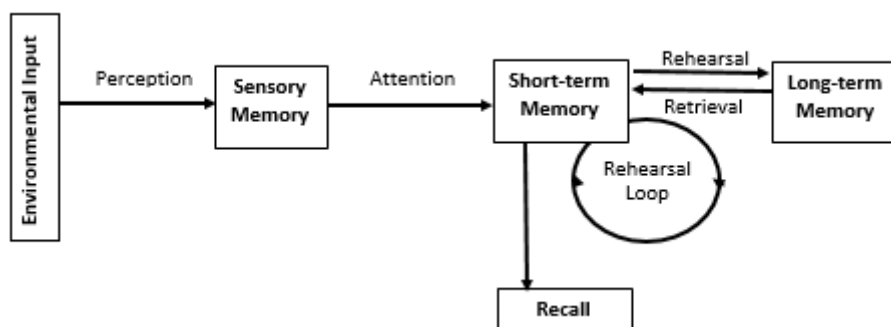 Environmental Input
Perception
Sensory
Memory
Attention
Short-term
Memory
Rehearsal
Retrieval
Long-term
Memory
Rehearsal
Loop
Recall